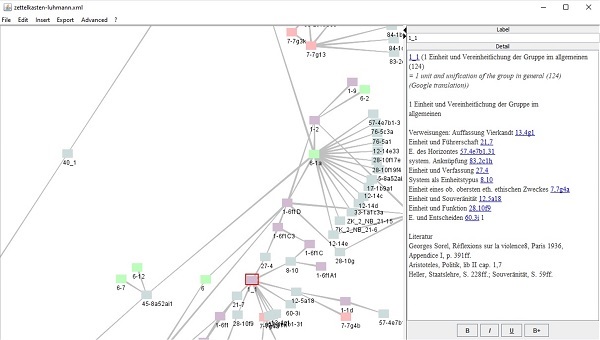 zettelkasten-luhmann.xml
File Edit Insert Export Advanced ?
Label
1_1
Detail
1_1 (1 Einheit und Vereinheitlichung der Gruppe im allgemeinen
(124)
= 1 unit and unification of the group in general (124)
(Google translation))
1 Einheit und Vereinheitlichung der Gruppe im
allgemeinen
Verweisungen: Auffassung Vierkandt 13,4g1
Einheit und Führerschaft 21,7
E. des Horizontes 57,4e7b1,31
system. Anknüpfung 83,2c1h
Einheit und Verfassung 27,4
System als Einheitstypus 8,10
Einheit eines ob. obersten eth. ethischen Zweckes 7,7g4a
Einheit und Souveränität 12,5a18
Einheit und Funktion 28,10f9
E. und Entscheiden 60,3i 1
Literatur
Georges Sorel, Réflexions sur la violence8, Paris 1936,
Appendice I, p. 391ff.
Aristoteles, Politik, lib II cap. 1,7
Heller, Staatslehre, S. 228ff.; Souveränität, S. 59ff.
B I U B+
7-7g3k
84-1
7-7g13
84-1
83-2
1-9
6-2
57-4e7b1-3
1-2
76-5c3a
76-5a1
12-14e33
40_1
6-1a
28-10f17e
28-10f9f4
5-8a52ai
17-1b9a1
12-14c
12-14d
1-6f1D
33-1a1c3a
ZK_2_NB_21-15
7K_2_NB_21-6
1-6f1C3
12-14c
1-6f1C
28-10g
27-4
8-10
1-6f1A1
6-12
6-7
6
1_1
45-8a52al1
21-7
12-5a18
1-1d
60-3i
1-6f1
28-10f9
7-7g4b
57-4e7b